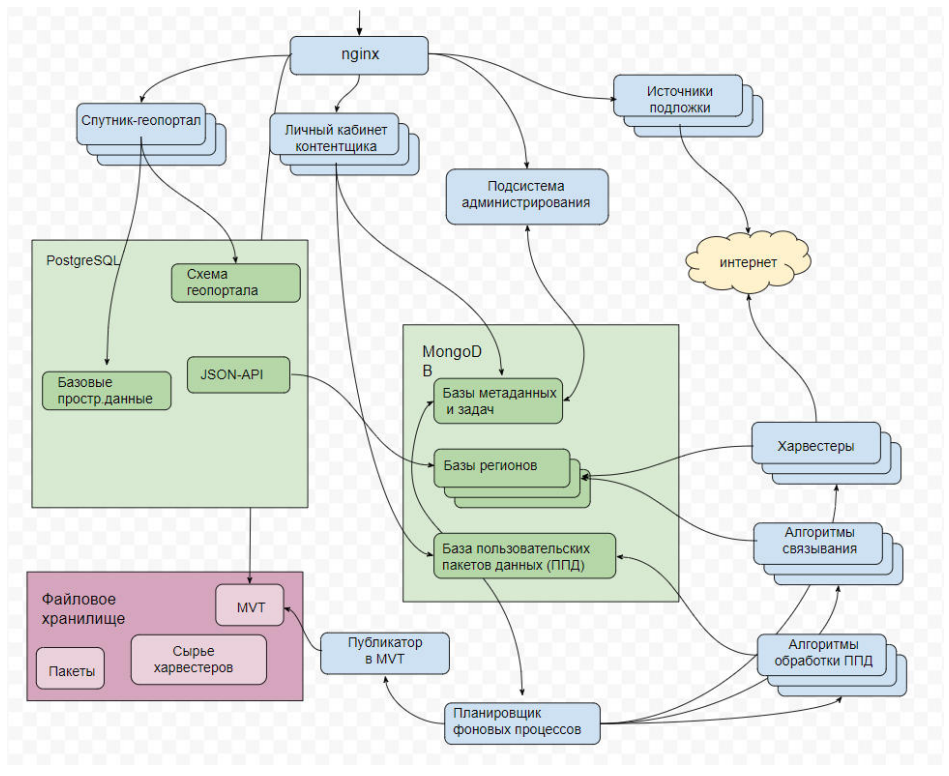 nginx
Источники
подложки
Спутник-геопортал
Личный кабинет
контентщика
Подсистема
администрирования
PostgreSQL
интернет
Схема
геопортала
MongoD
B
JSON-API
Базовые
простр.данные
Базы метаданных
и задач
Харвестеры
Базы регионов
Алгоритмы
связывания
База пользовательских
пакетов данных (ППД)
Файловое
хранилище
MVT
Публикатор
в MVT
Алгоритмы
обработки ППД
Сырье
харвестеров
Пакеты
Планировщик
фоновых процессов